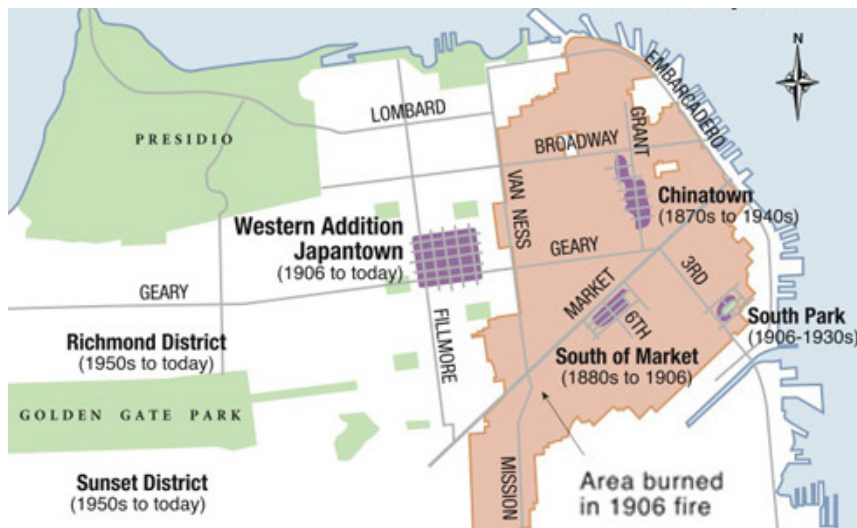 N
EMBARCADERO
LOMBARD
PRESIDIO
GRANT
BROADWAY
VAN NESS
Chinatown
(1870s to 1940s)
Western Addition
Japantown
(1906 to today)
GEARY
GEARY
3RD
MARKET
6TH
FILLMORE
South Park
(1906-1930s)
Richmond District
(1950s to today)
South of Market
(1880s to 1906)
GOLDEN GATE PARK
MISSION
Area burned
in 1906 fire
Sunset District
(1950s to today)